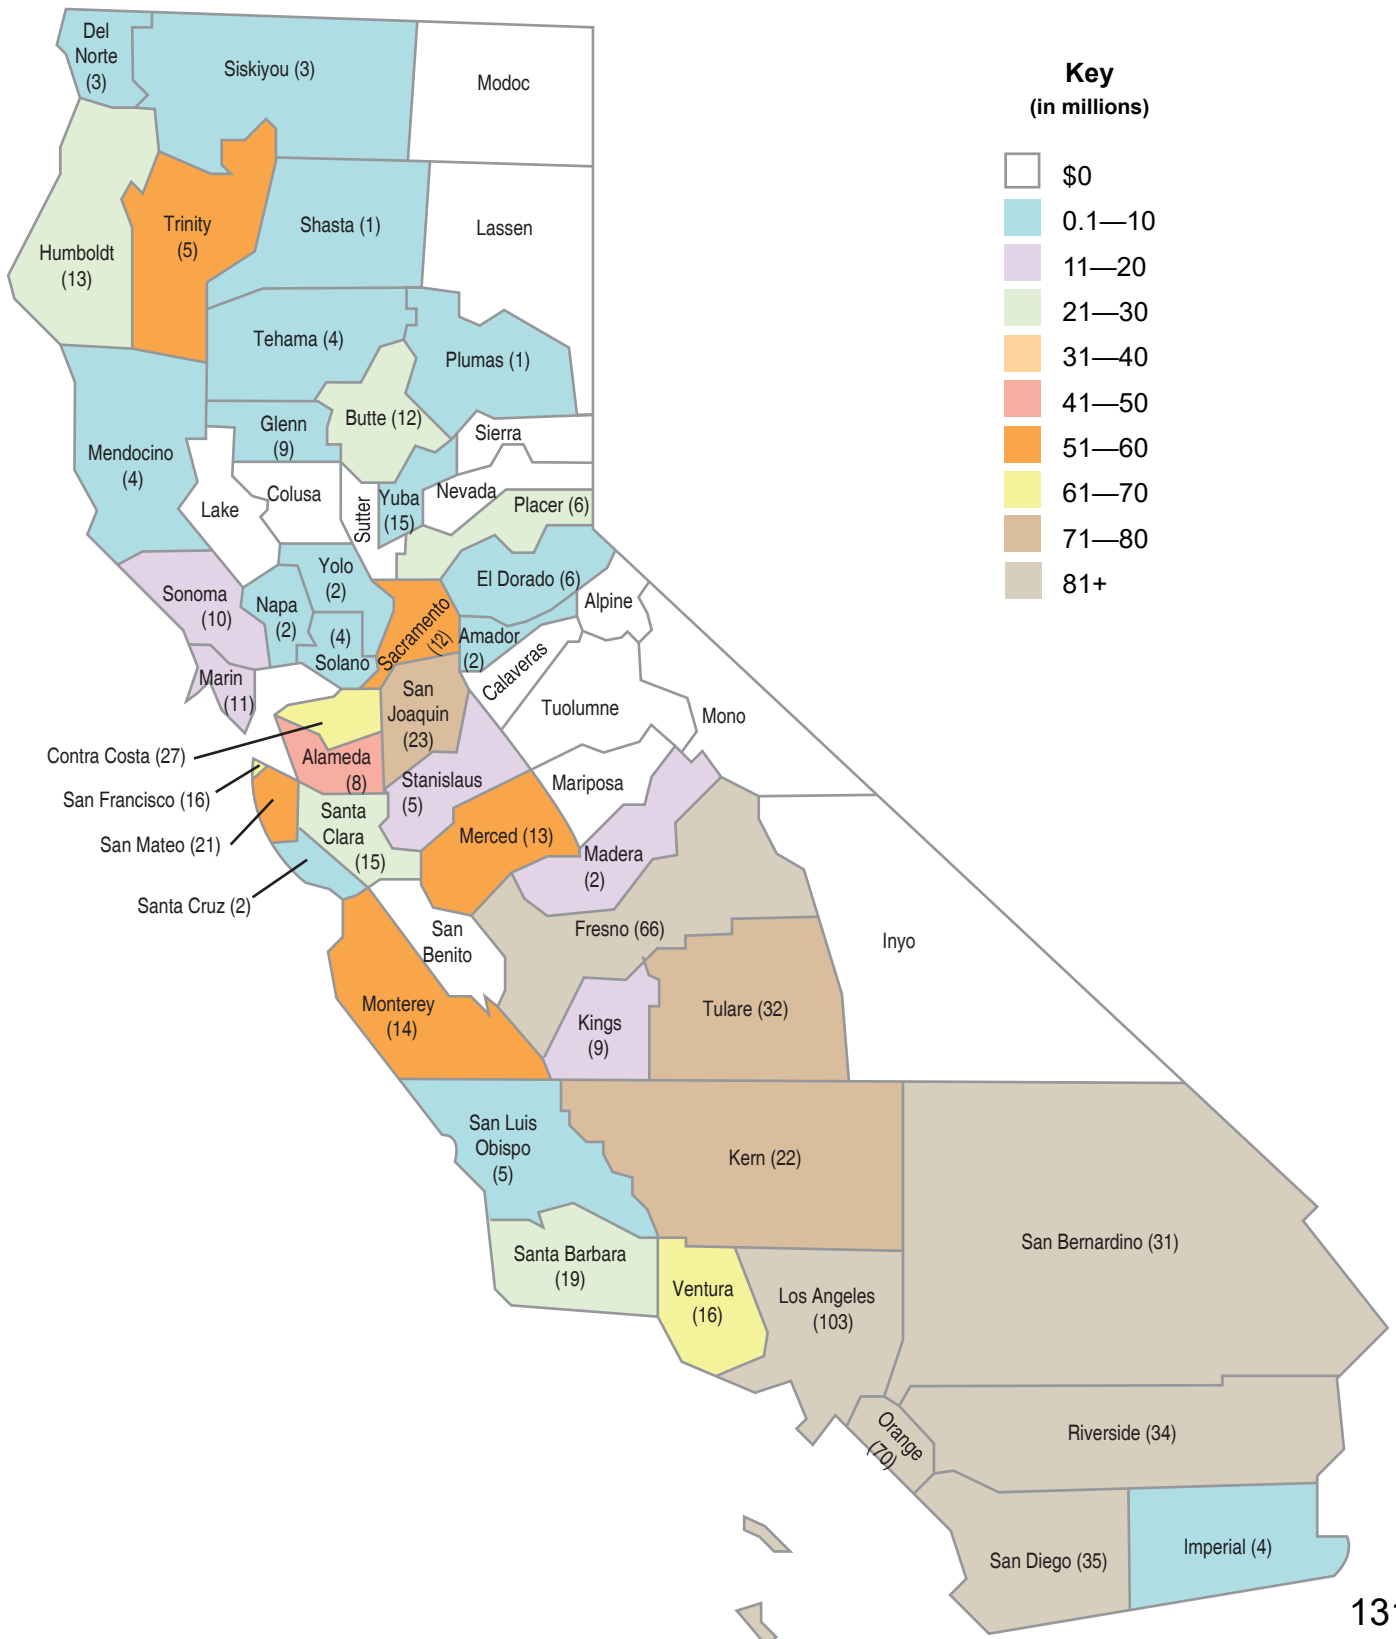 Del
Norte
(3)
Siskiyou (3)
Modoc
Key
(in millions)
$0
0.1—10
11—20
21—30
31—40
41—50
51—60
61—70
71—80
81+
Humboldt
(13)
Trinity
(5)
Shasta (1)
Lassen
Tehama (4)
Plumas (1)
Mendocino
(4)
Glenn
(9)
Butte (12)
Sierra
Lake
Colusa
Sutter
Yuba
(15)
Nevada
Placer (6)
Sonoma
(10)
Napa
(2)
Yolo
(2)
(4)
Solano
Sacramento
(12)
El Dorado (6)
Amador
(2)
Alpine
Calaveras
Marin
(11)
San
Joaquin
(23)
Tuolumne
Mono
Contra Costa (27)
Alameda
(8)
Stanislaus
(5)
Mariposa
San Francisco (16)
San Mateo (21)
Santa
Clara
(15)
Merced (13)
Madera
(2)
Santa Cruz (2)
San
Benito
Fresno (66)
Inyo
Monterey
(14)
Kings
(9)
Tulare (32)
San Luis
Obispo
(5)
Kern (22)
San Bernardino (31)
Santa Barbara
(19)
Ventura
(16)
Los Angeles
(103)
Orange
(70)
Riverside (34)
San Diego (35)
Imperial (4)
131